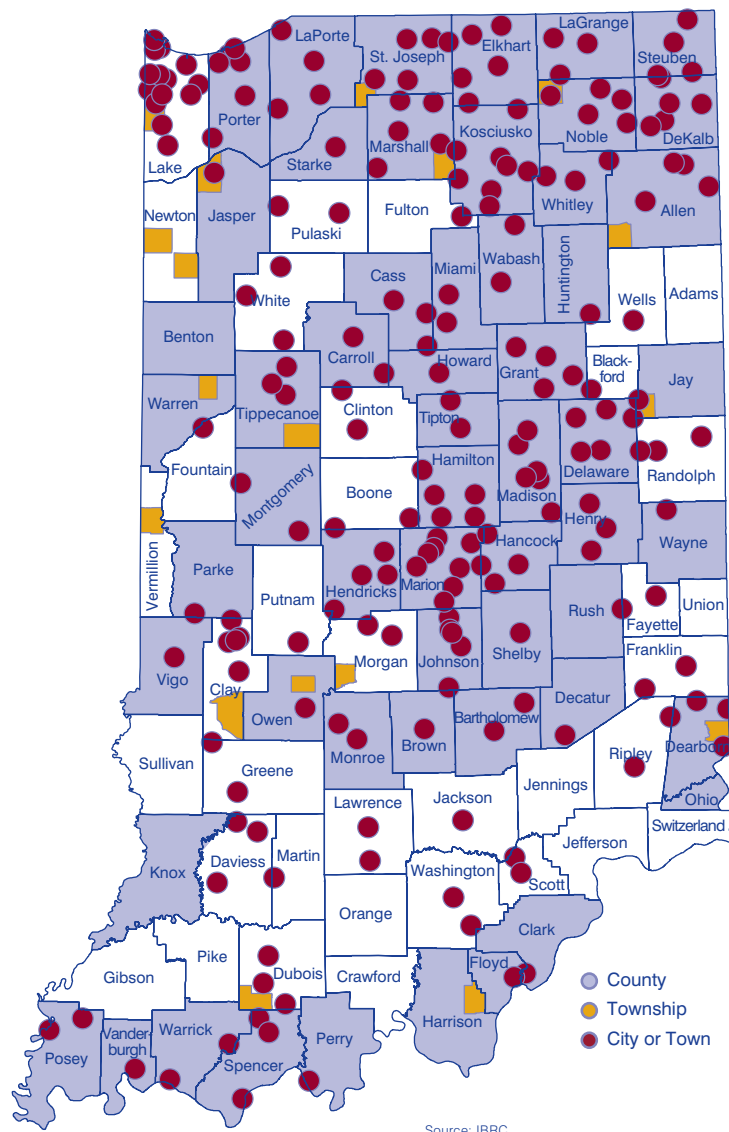 LaGrange
LaPorte
Elkhart
Steuben
St. Joseph
Porter
Noble
DeKalb
Kosciusko
Marshall
Starke
Lake
Whitley
Allen
Newton
Jasper
Fulton
Pulaski
Wabash
Huntington
Miami
Cass
Wells
Adams
White
Benton
Carroll
Howard
Grant
Black-
ford
Jay
Warren
Tippecanoe
Clinton
Tipton
Fountain
Hamilton
Madison
Delaware
Randolph
Montgomery
Boone
Henry
Wayne
Hancock
Vermillion
Parke
Hendricks
Marion
Putnam
Rush
Fayette
Union
Shelby
Franklin
Vigo
Clay
Morgan
Johnson
Owen
Decatur
Bartholomew
Brown
Monroe
Dearborn
Ripley
Sullivan
Greene
Jennings
Ohio
Lawrence
Jackson
Switzerland
Jefferson
Daviess
Martin
Washington
Knox
Scott
Orange
Clark
Pike
Floyd
Dubois
Crawford
Gibson
County
Township
Harrison
City or Town
Vander-
burgh
Warrick
Perry
Posey
Spencer
Source: IBRC